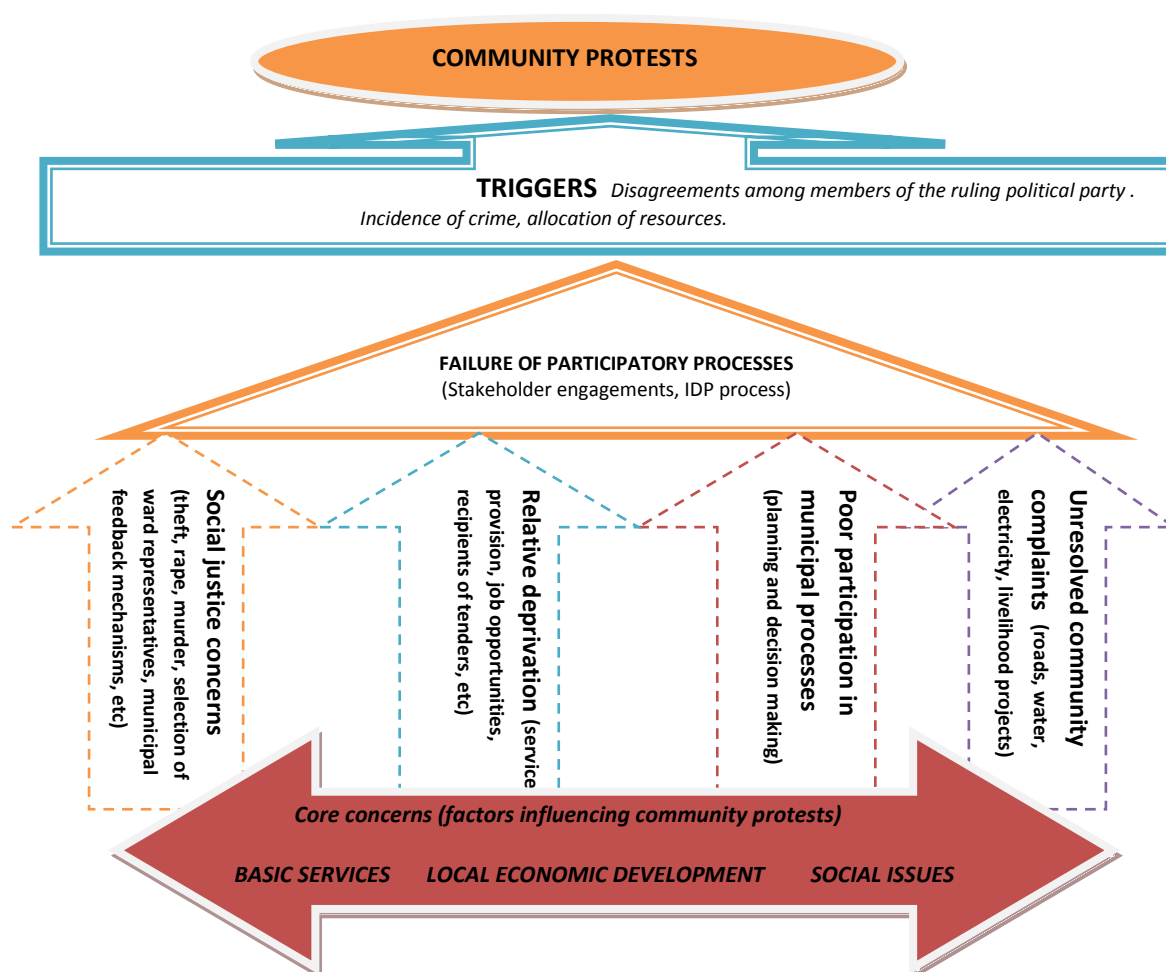 COMMUNITY PROTESTS
TRIGGERS Disagreements among members of the ruling political party .
Incidence of crime, allocation of resources.
FAILURE OF PARTICIPATORY PROCESSES
(Stakeholder engagements, IDP process)
Social justice concerns
(theft, rape, murder, selection of
ward representatives, municipal
feedback mechanisms, etc)
Relative deprivation (service
provision, job opportunities,
recipients of tenders, etc)
Poor participation in
municipal processes
(planning and decision making)
Unresolved community
complaints (roads, water,
electricity, livelihood projects)
Core concerns (factors influencing community protests)
BASIC SERVICES LOCAL ECONOMIC DEVELOPMENT SOCIAL ISSUES